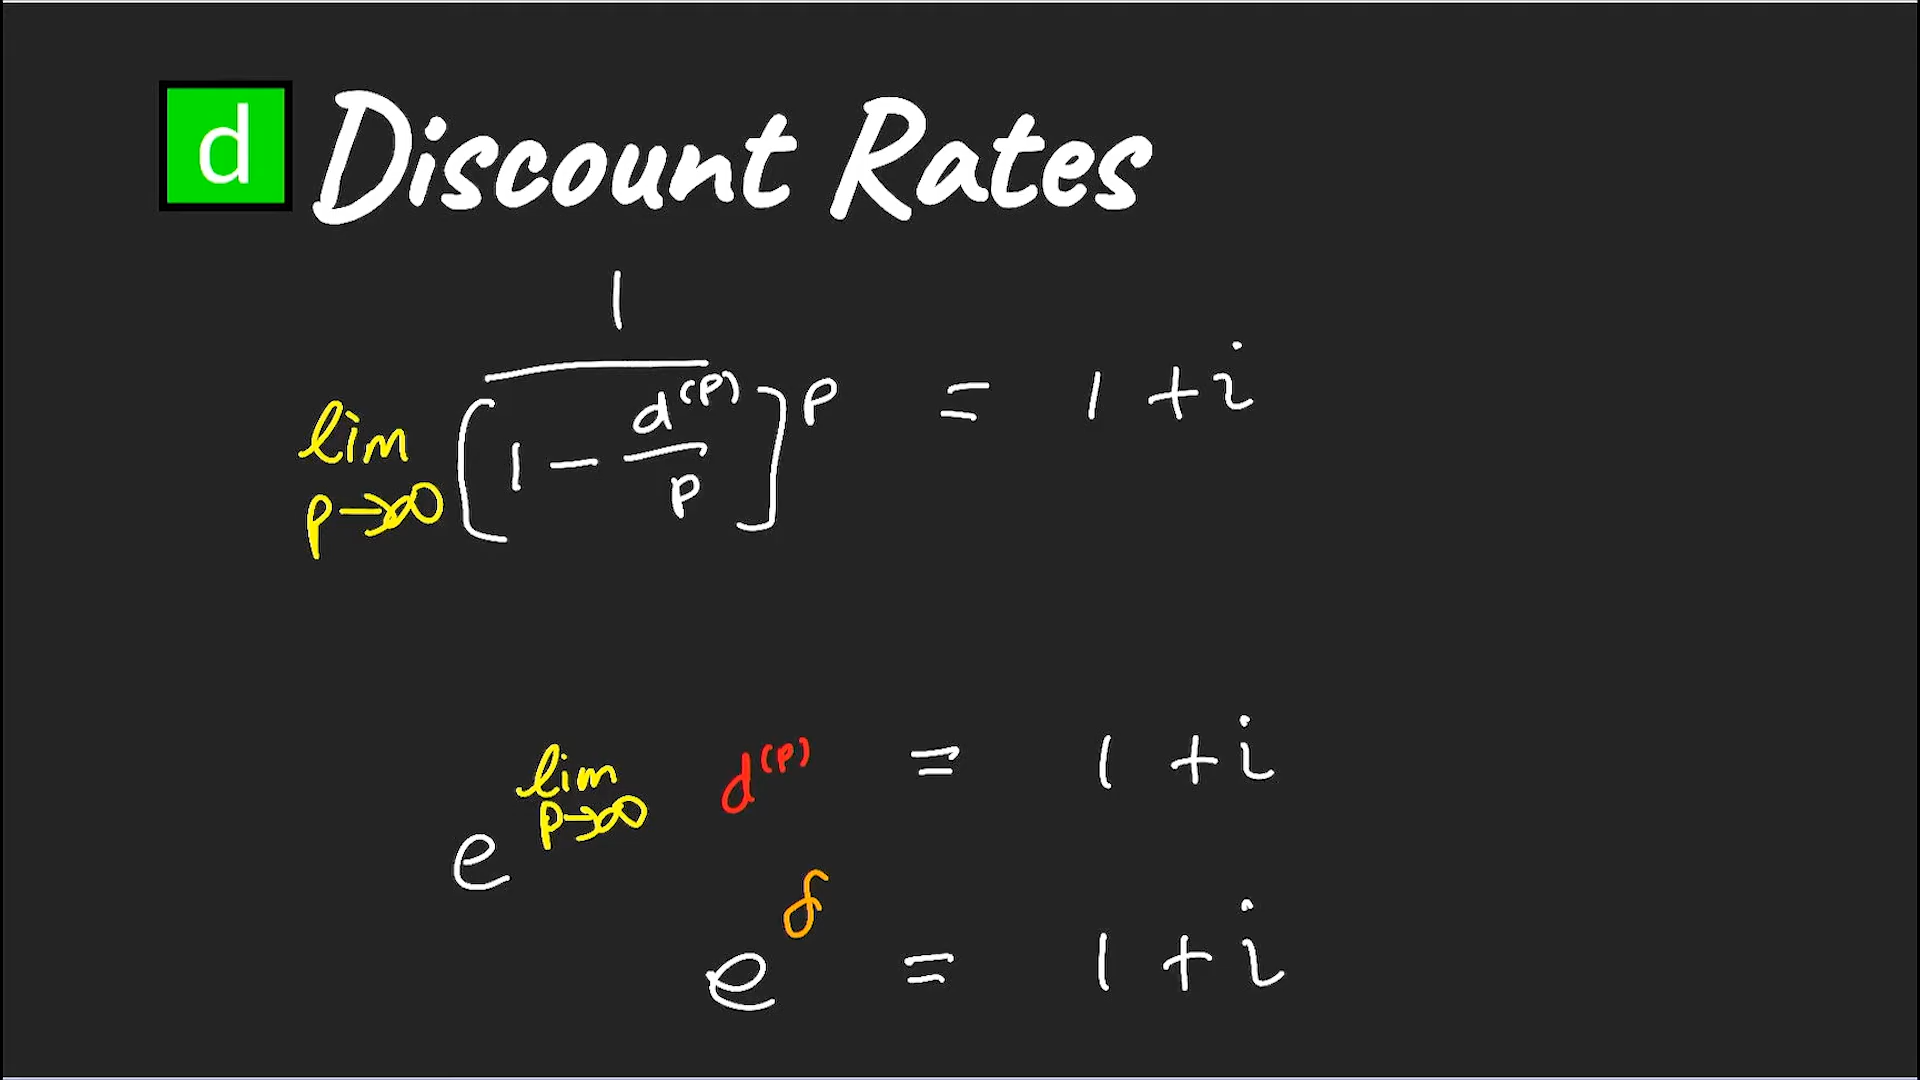 d Discount Rates
1
lim p→∞ [1 - d^(p)/p]^p = 1 + i
e^lim p→∞ d^(p) = 1 + i
e^δ = 1 + i